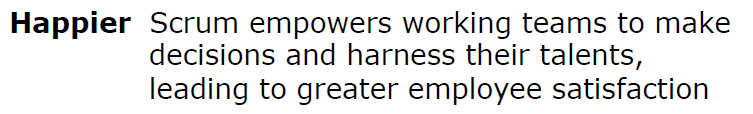 Happier Scrum empowers working teams to make
decisions and harness their talents,
leading to greater employee satisfaction